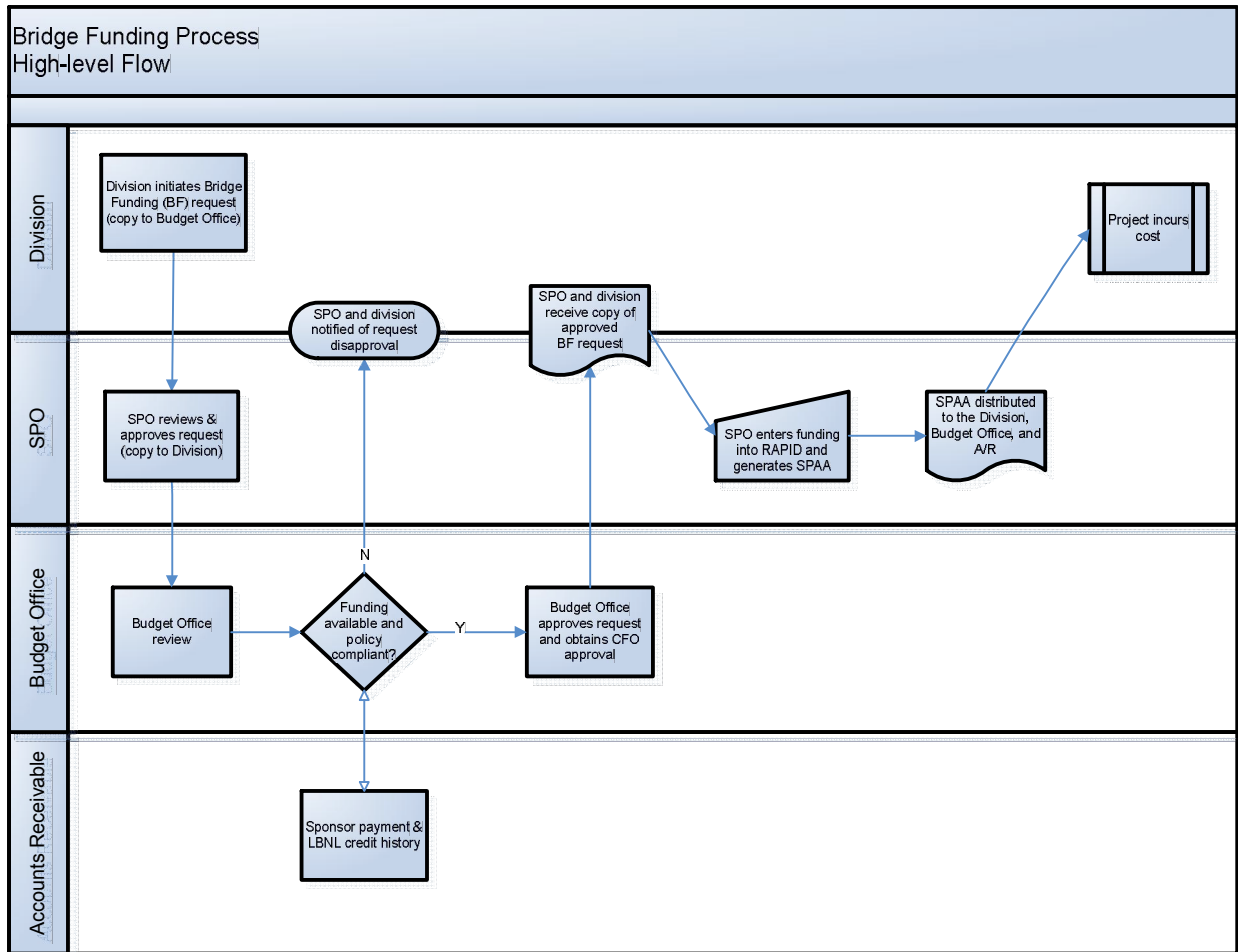 Bridge Funding Process
High-level Flow
Division
Division initiates Bridge
Funding (BF) request
(copy to Budget Office)
Project incurs
cost
SPO and division
notified of request
disapproval
SPO and division
receive copy of
approved
BF request
SPO
SPO reviews &
approves request
(copy to Division)
SPO enters funding
into RAPID and
generates SPAA
SPAA distributed
to the Division,
Budget Office, and
A/R
Budget Office
N
Budget Office
review
Funding
available and
policy
compliant?
Y
Budget Office
approves request
and obtains CFO
approval
Accounts Receivable
Sponsor payment &
LBNL credit history